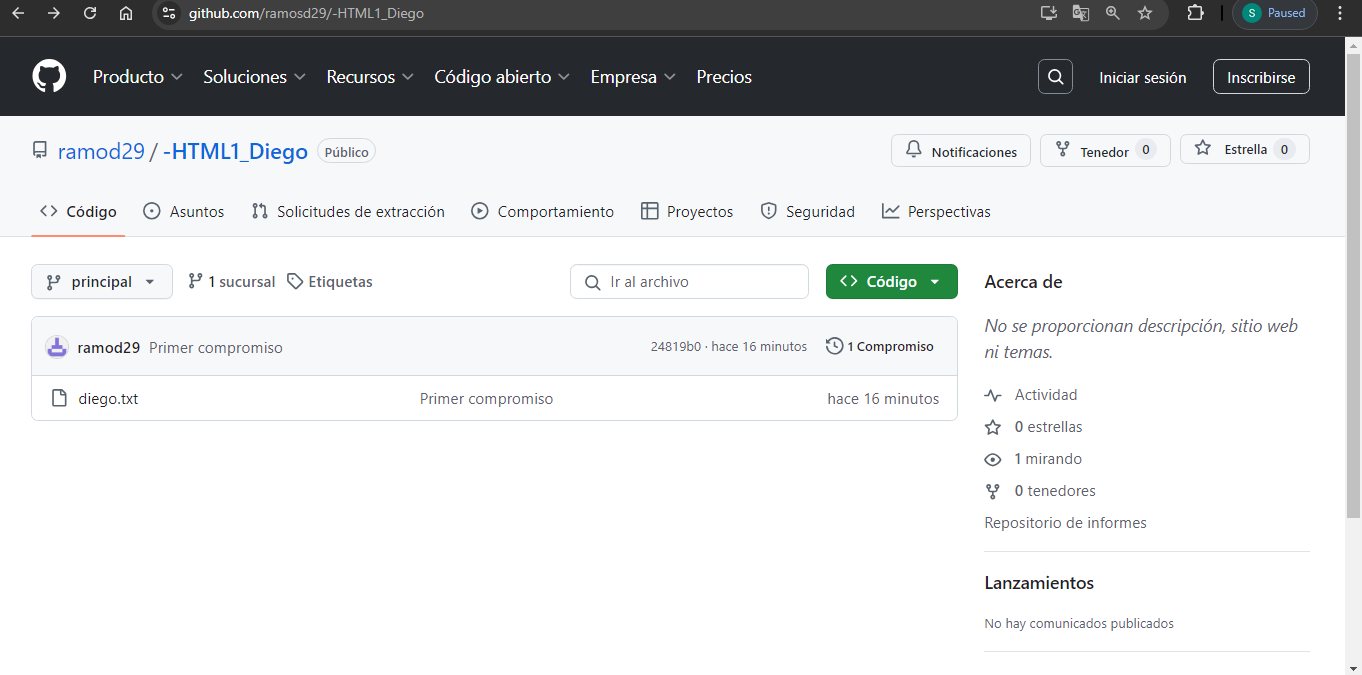 github.com/ramosd29/-HTML1_Diego
S Paused
Producto Soluciones Recursos Código abierto Empresa Precios
Iniciar sesión Inscribirse
ramod29 / -HTML1_Diego Público
Notificaciones Tenedor 0 Estrella 0
Código Asuntos Solicitudes de extracción Comportamiento Proyectos Seguridad Perspectivas
principal 1 sucursal Etiquetas Ir al archivo Código
ramod29 Primer compromiso 24819b0 · hace 16 minutos 1 Compromiso
diego.txt Primer compromiso hace 16 minutos
Acerca de
No se proporcionan descripción, sitio web
ni temas.
Actividad
0 estrellas
1 mirando
0 tenedores
Repositorio de informes
Lanzamientos
No hay comunicados publicados